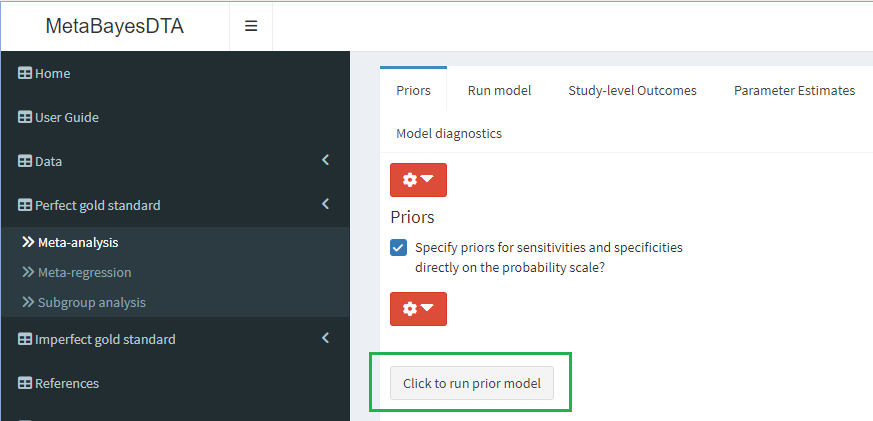 MetaBayesDTA
Home
User Guide
Data
Perfect gold standard
Meta-analysis
Meta-regression
Subgroup analysis
Imperfect gold standard
References
Priors Run model Study-level Outcomes Parameter Estimates
Model diagnostics
Priors
Specify priors for sensitivities and specificities
directly on the probability scale?
Click to run prior model